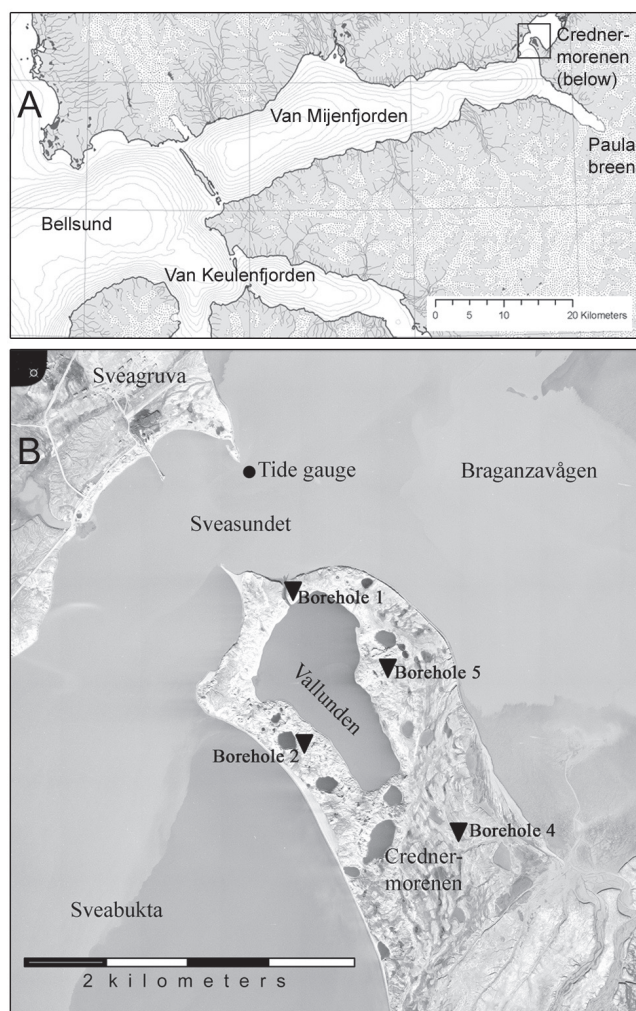 A
Credner-
morenen
(below)
Van Mijenfjorden
Paula
breen
Bellsund
Van Keulenfjorden
0 5 10 20 Kilometers
B
Sveagruva
Tide gauge
Braganzavågen
Sveasundet
Borehole 1
Vallunden
Borehole 5
Borehole 2
Borehole 4
Credner-
morenen
Sveabukta
2 kilometers